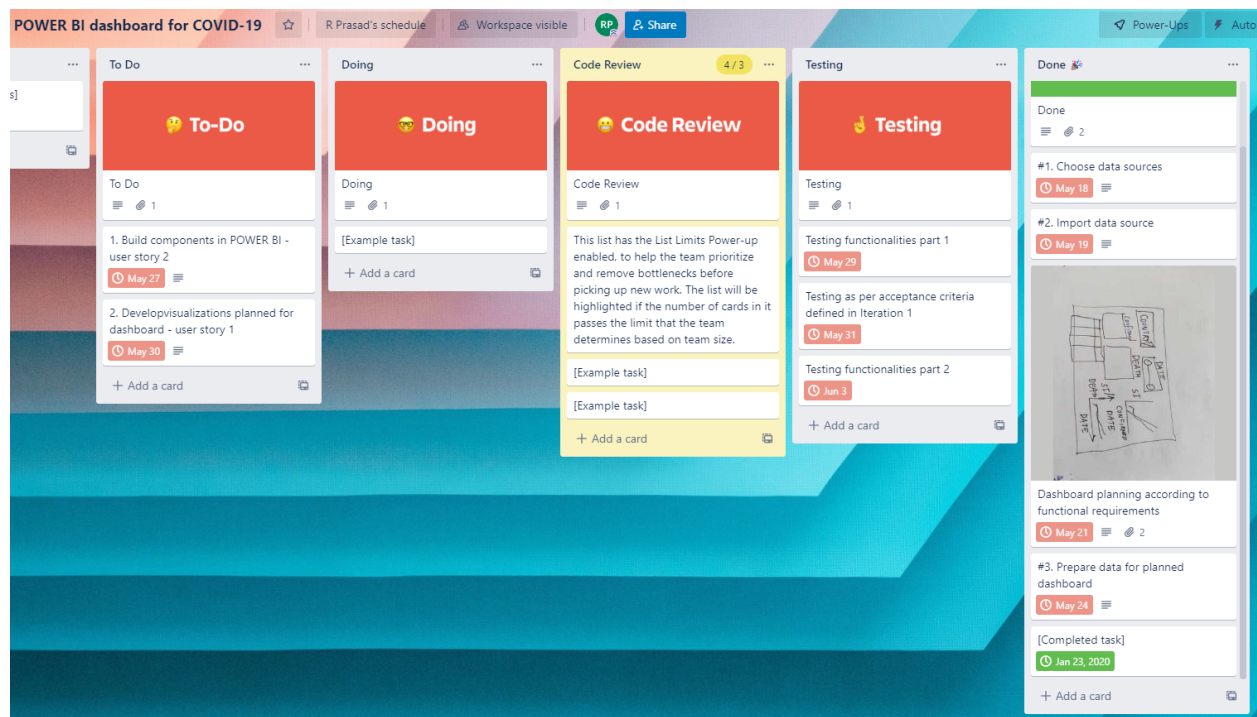 POWER BI dashboard for COVID-19
R Prasad's schedule
Workspace visible
RP
Share
Power-Ups
Auto
s]
To Do
To-Do
To Do
1
1. Build components in POWER BI -
user story 2
May 27
2. Developvisualizations planned for
dashboard - user story 1
May 30
+ Add a card
Doing
Doing
Doing
1
[Example task]
+ Add a card
Code Review
4/3
Code Review
Code Review
1
This list has the List Limits Power-up
enabled, to help the team prioritize
and remove bottlenecks before
picking up new work. The list will be
highlighted if the number of cards in it
passes the limit that the team
determines based on team size.
[Example task]
[Example task]
+ Add a card
Testing
Testing
Testing
1
Testing functionalities part 1
May 29
Testing as per acceptance criteria
defined in Iteration 1
May 31
Testing functionalities part 2
Jun 3
+ Add a card
Done
Done
2
#1. Choose data sources
May 18
#2. Import data source
May 19
COUNTRY
DATE
DEATH
SI
CONFIRMED
DATE
DATE
Dashboard planning according to
functional requirements
May 21
2
#3. Prepare data for planned
dashboard
May 24
[Completed task]
Jan 23, 2020
+ Add a card